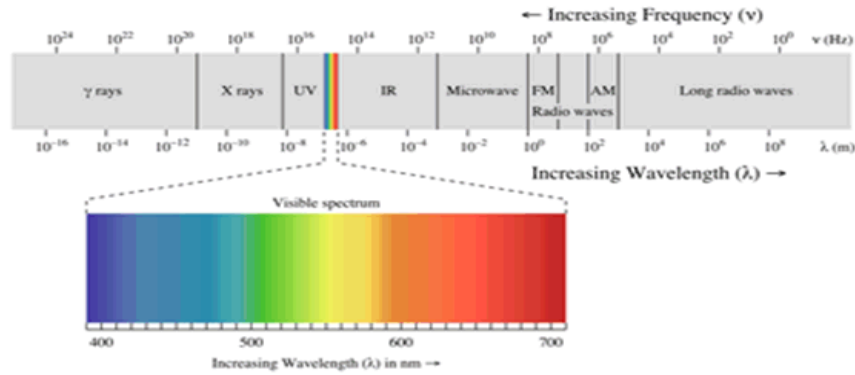 ← Increasing Frequency (ν)
10²⁴ 10²² 10²⁰ 10¹⁸ 10¹⁶ 10¹⁴ 10¹² 10¹⁰ 10⁸ 10⁶ 10⁴ 10² 10⁰ ν (Hz)
γ rays X rays UV IR Microwave FM AM Long radio waves
Radio waves
10⁻¹⁶ 10⁻¹⁴ 10⁻¹² 10⁻¹⁰ 10⁻⁸ 10⁻⁶ 10⁻⁴ 10⁻² 10⁰ 10² 10⁴ 10⁶ 10⁸ λ (m)
Increasing Wavelength (λ) →
Visible spectrum
400 500 600 700
Increasing Wavelength (λ) in nm →